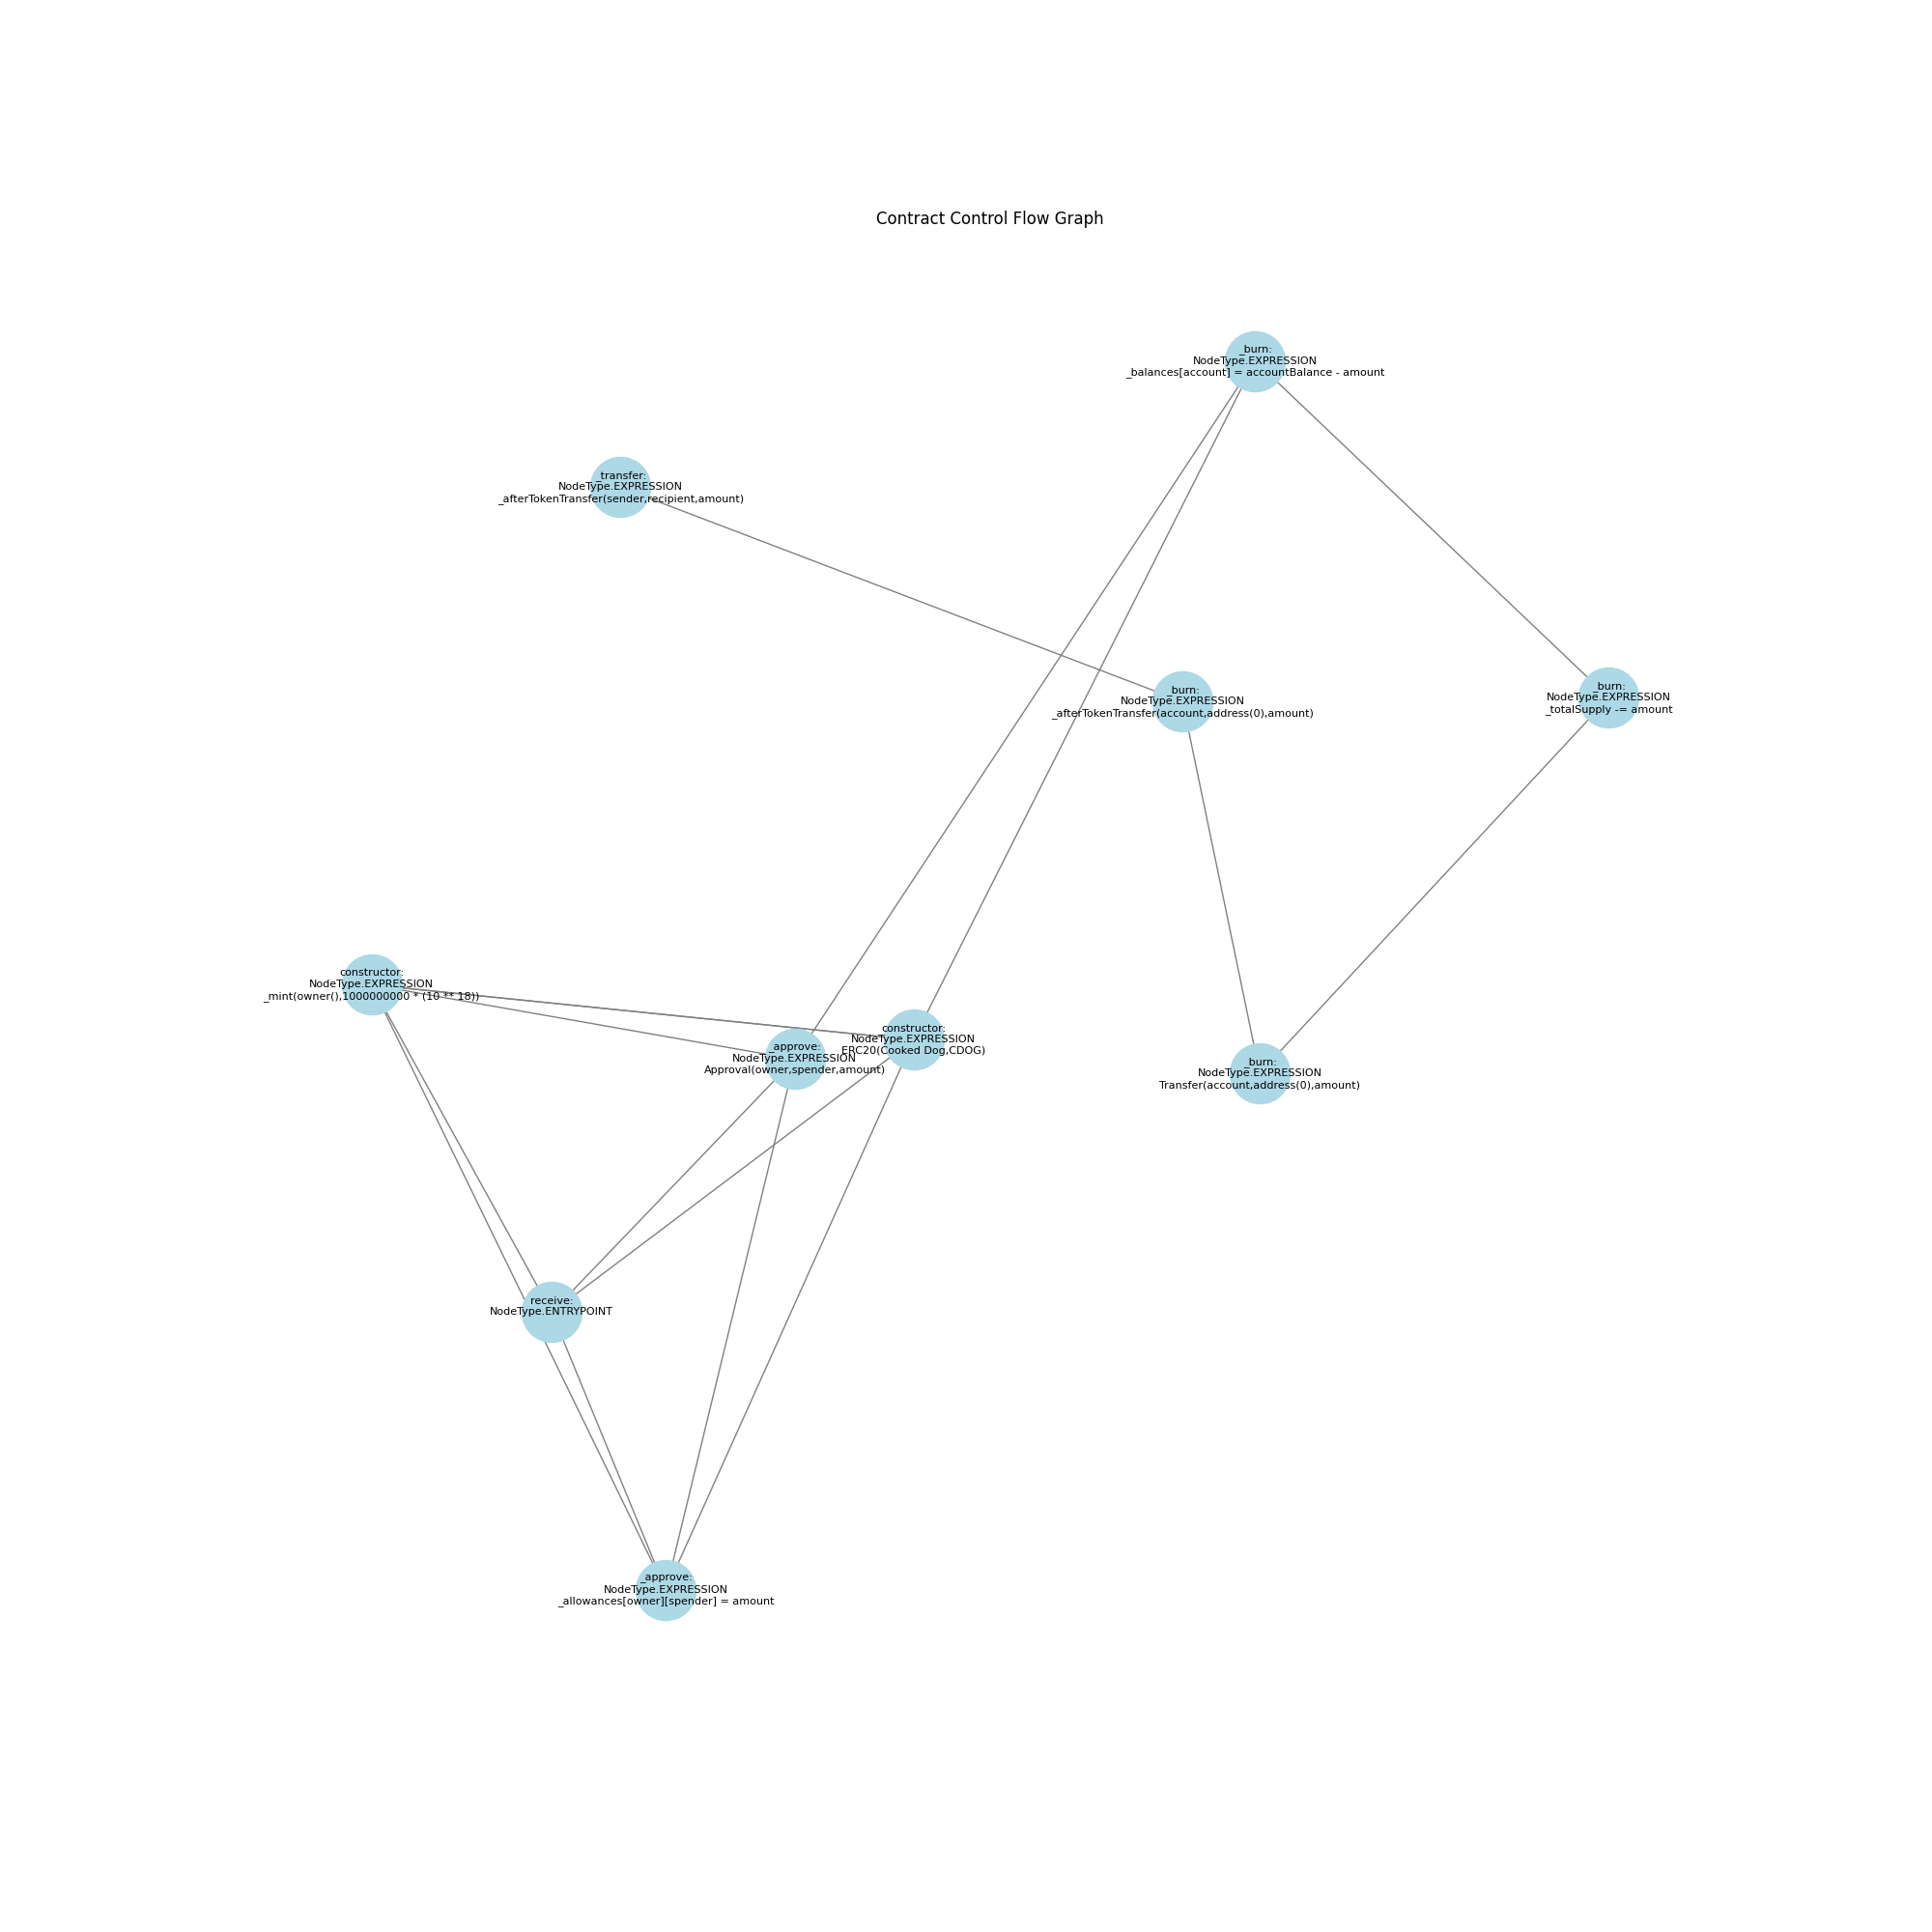 Contract Control Flow Graph
_burn:
NodeType.EXPRESSION
_balances[account] = accountBalance - amount
_transfer:
NodeType.EXPRESSION
_afterTokenTransfer(sender,recipient,amount)
_burn:
NodeType.EXPRESSION
_afterTokenTransfer(account,address(0),amount)
_burn:
NodeType.EXPRESSION
_totalSupply -= amount
constructor:
NodeType.EXPRESSION
_mint(owner(),1000000000 * (10 ** 18))
_approve:
NodeType.EXPRESSION
Approval(owner,spender,amount)
constructor:
NodeType.EXPRESSION
ERC20(Cooked Dog,CDOG)
_burn:
NodeType.EXPRESSION
Transfer(account,address(0),amount)
receive:
NodeType.ENTRYPOINT
_approve:
NodeType.EXPRESSION
_allowances[owner][spender] = amount